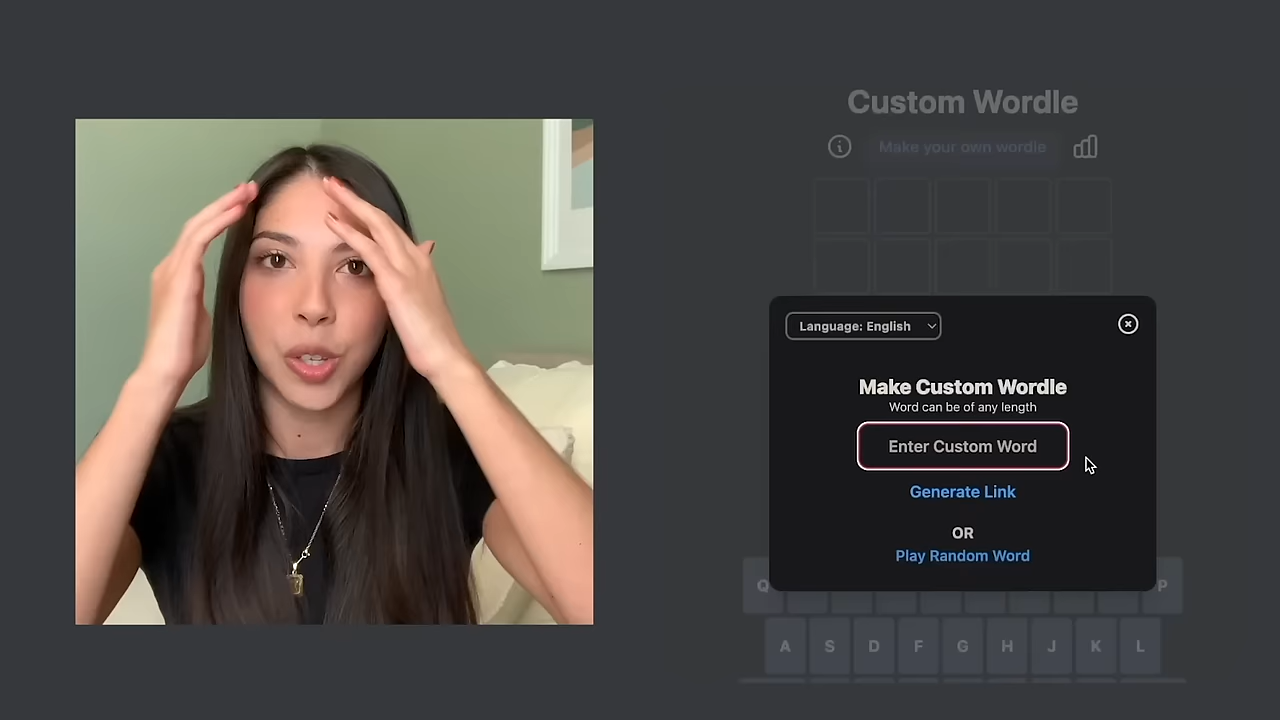 Custom Wordle
Make your own wordle
Language: English
Make Custom Wordle
Word can be of any length
Enter Custom Word
Generate Link
OR
Play Random Word
Q P
A S D F G H J K L